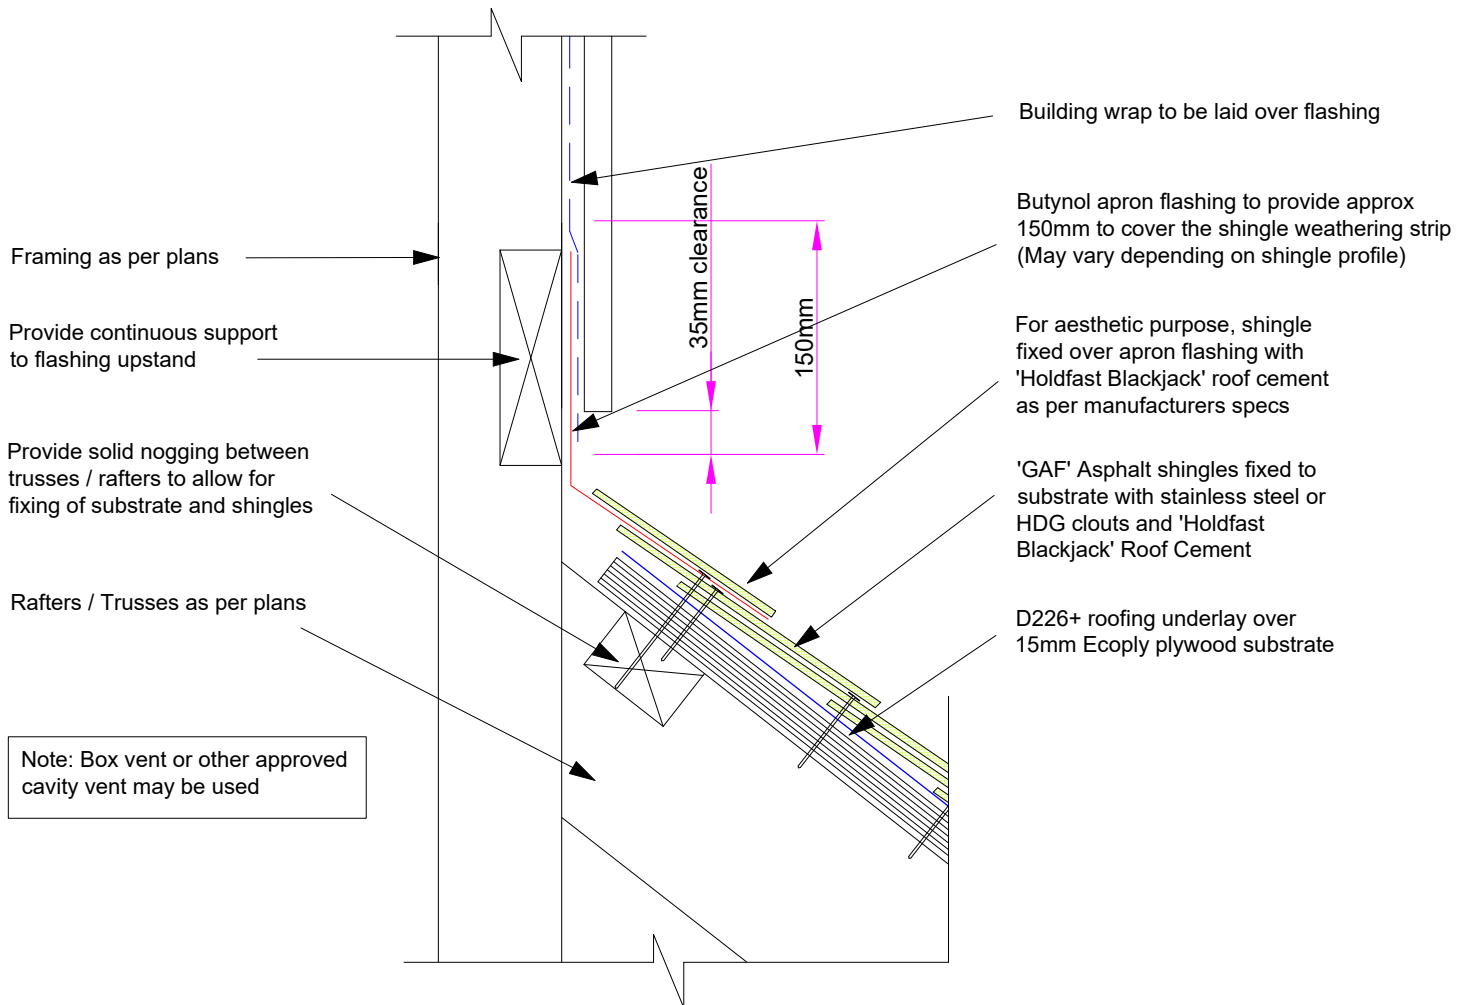 Framing as per plans
Provide continuous support
to flashing upstand
Provide solid nogging between
trusses / rafters to allow for
fixing of substrate and shingles
Rafters / Trusses as per plans
Note: Box vent or other approved
cavity vent may be used
35mm clearance
150mm
Building wrap to be laid over flashing
Butynol apron flashing to provide approx
150mm to cover the shingle weathering strip
(May vary depending on shingle profile)
For aesthetic purpose, shingle
fixed over apron flashing with
'Holdfast Blackjack' roof cement
as per manufacturers specs
'GAF' Asphalt shingles fixed to
substrate with stainless steel or
HDG clouts and 'Holdfast
Blackjack' Roof Cement
D226+ roofing underlay over
15mm Ecoply plywood substrate